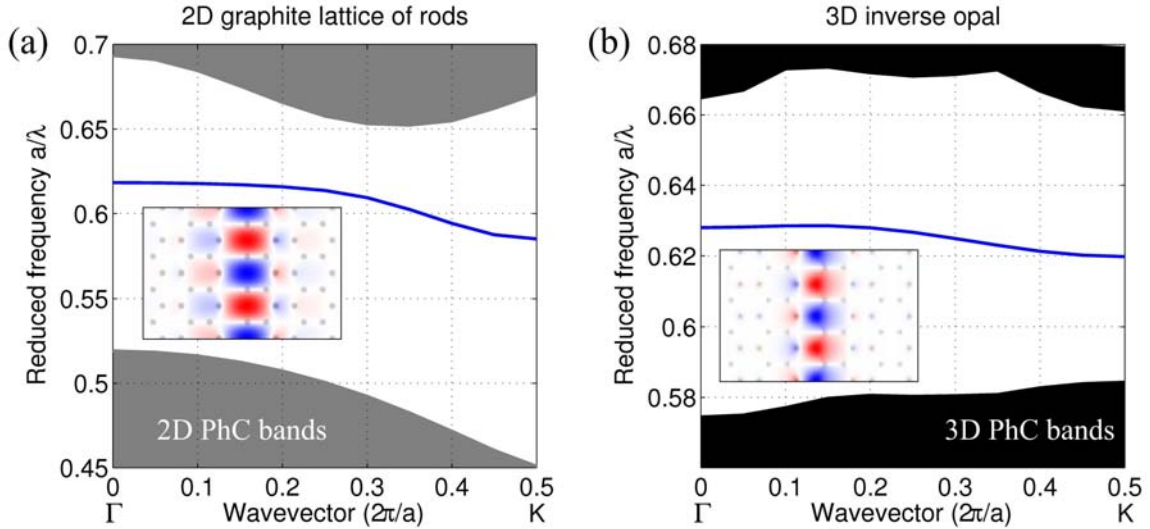 2D graphite lattice of rods
(a)
Reduced frequency a/λ
0.7
0.65
0.6
0.55
0.5
0.45
2D PhC bands
0 0.1 0.2 0.3 0.4 0.5
Γ Wavevector (2π/a) K
3D inverse opal
(b)
Reduced frequency a/λ
0.68
0.66
0.64
0.62
0.6
0.58
3D PhC bands
0 0.1 0.2 0.3 0.4 0.5
Γ Wavevector (2π/a) K